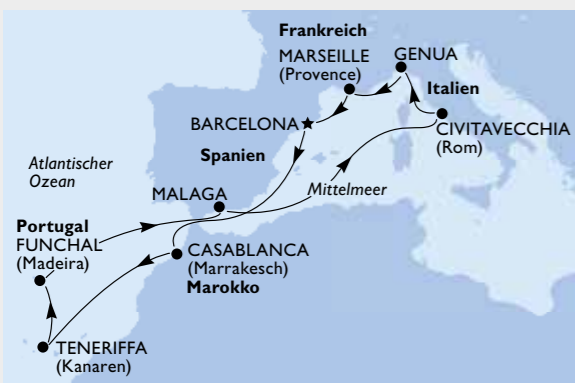 Frankreich
MARSEILLE
(Provence)
GENUA
Italien
BARCELONA
CIVITAVECCHIA
(Rom)
Spanien
Atlantischer
Ozean
Mittelmeer
MALAGA
Portugal
FUNCHAL
(Madeira)
CASABLANCA
(Marrakesch)
Marokko
TENERIFFA
(Kanaren)